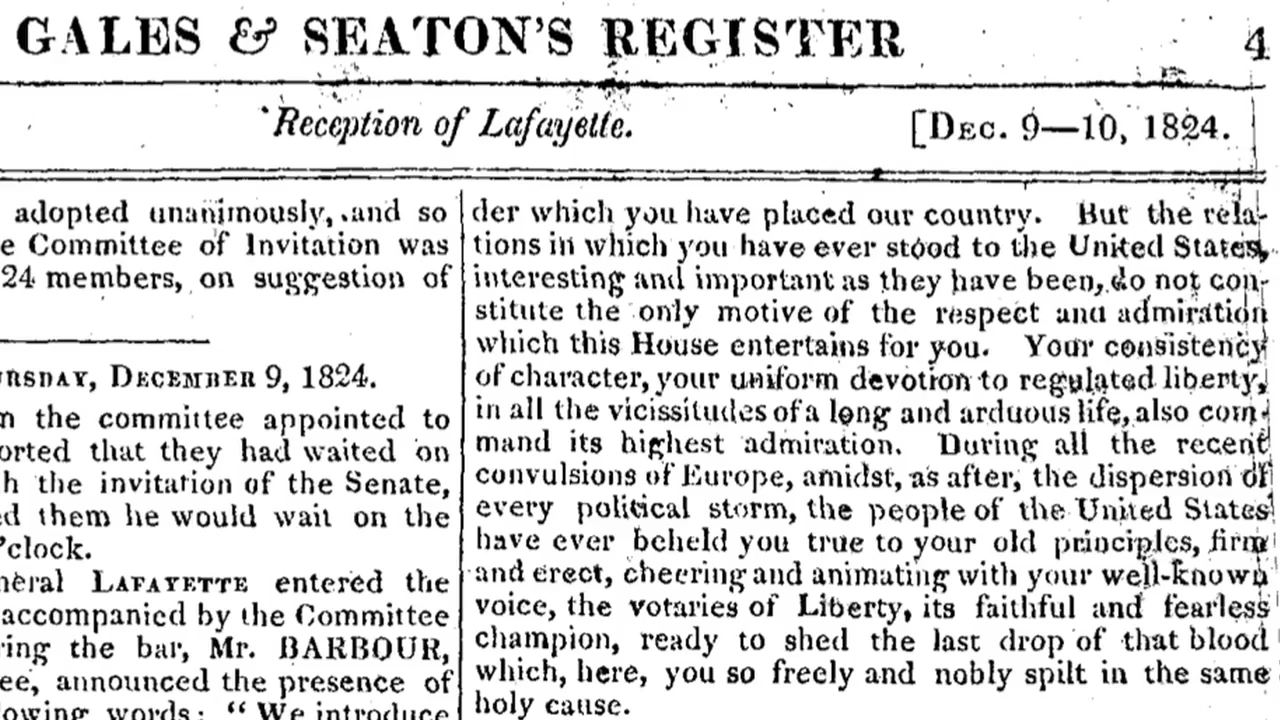 GALES & SEATON'S REGISTER 4
Reception of Lafayette. [Dec. 9—10, 1824.
adopted unanimously, and so
e Committee of Invitation was
24 members, on suggestion of
URSDAY, DECEMBER 9, 1824.
m the committee appointed to
orted that they had waited on
h the invitation of the Senate,
ed them he would wait on the
'clock.
neral LAFAYETTE entered the
accompanied by the Committee
ring the bar, Mr. BARBOUR,
ee, announced the presence of
lowing words: "We introduce
der which you have placed our country. But the rela-
tions in which you have ever stood to the United States,
interesting and important as they have been, do not con-
stitute the only motive of the respect and admiration
which this House entertains for you. Your consistency
of character, your uniform devotion to regulated liberty,
in all the vicissitudes of a long and arduous life, also com-
mand its highest admiration. During all the recent
convulsions of Europe, amidst, as after, the dispersion of
every political storm, the people of the United States
have ever beheld you true to your old principles, firm
and erect, cheering and animating with your well-known
voice, the votaries of Liberty, its faithful and fearless
champion, ready to shed the last drop of that blood
which, here, you so freely and nobly spilt in the same
holy cause.